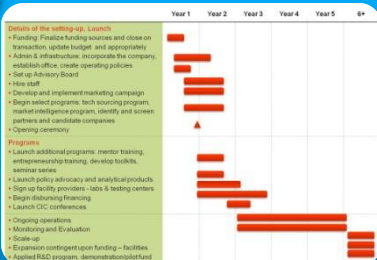 Year 1 Year 2 Year 3 Year 4 Year 5 6+
Details of the setting-up, Launch
• Funding: Finalize funding sources and close on
transaction, update budget and appropriately
• Admin & infrastructure: incorporate the company,
establish office, create operating policies
• Set up Advisory Board
• Hire staff
• Develop and implement marketing campaign
• Begin select programs: tech sourcing program,
market intelligence program, identify and screen
partners and candidate companies
• Opening ceremony
Programs
• Launch additional programs: mentor training,
entrepreneurship training, develop toolkits,
seminar series
• Launch policy advocacy and analytical products
• Sign up facility providers - labs & testing centers
• Begin disbursing financing
• Launch CIC conferences
• Ongoing operations
• Monitoring and Evaluation
• Scale-up
• Expansion contingent upon funding – facilities
• Applied R&D program, demonstration/pilot fund